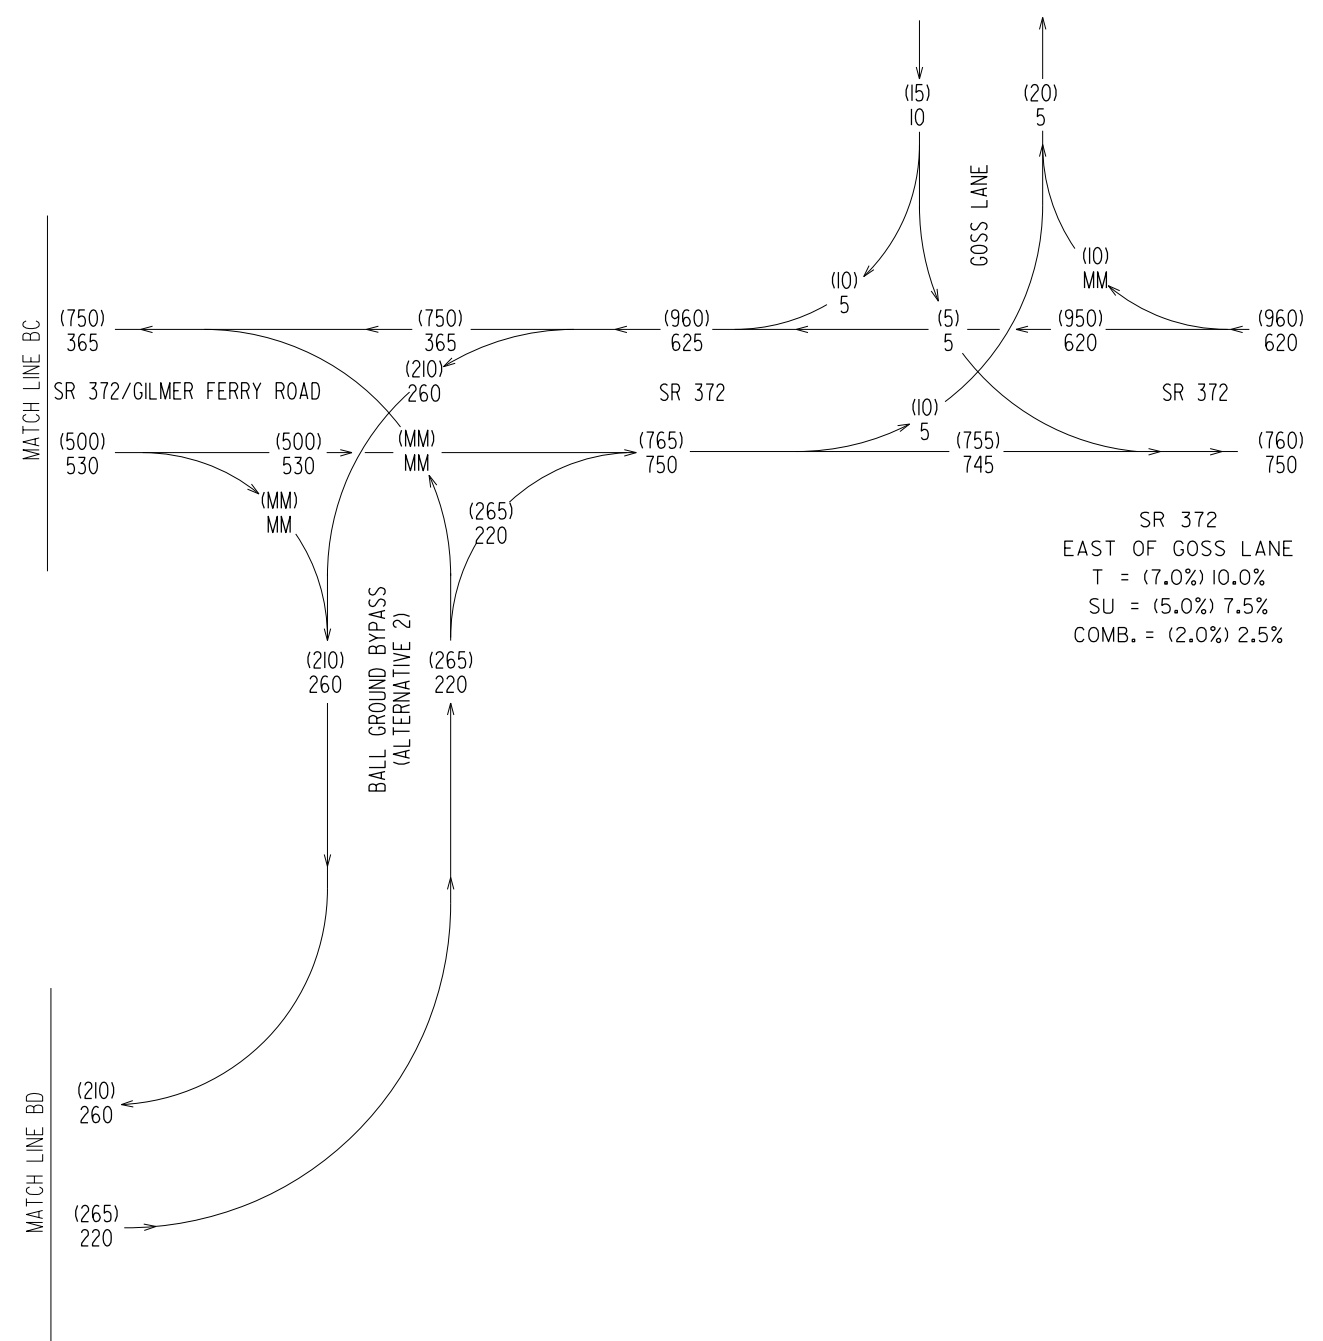 (15)
10
(20)
5
GOSS LANE
(10)
MM
(10)
5
MATCH LINE BC
(750)
365
(750)
365
(960)
625
(5)
5
(950)
620
(960)
620
(210)
260
SR 372/GILMER FERRY ROAD
SR 372
SR 372
(10)
5
(500)
530
(500)
530
(MM)
MM
(765)
750
(755)
745
(760)
750
(MM)
MM
(265)
220
SR 372
EAST OF GOSS LANE
T = (7.0%) 10.0%
SU = (5.0%) 7.5%
COMB. = (2.0%) 2.5%
(210)
260
BALL GROUND BYPASS
(ALTERNATIVE 2)
(265)
220
MATCH LINE BD
(210)
260
(265)
220